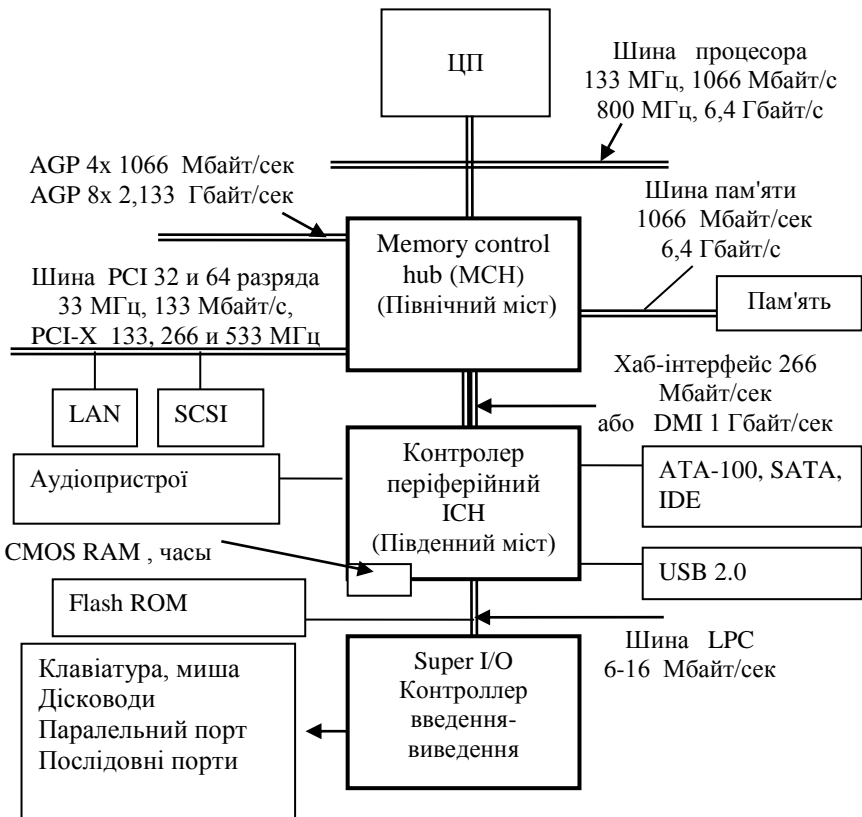 ЦП
Шина процесора
133 МГц, 1066 Мбайт/с
800 МГц, 6,4 Гбайт/с
AGP 4x 1066 Мбайт/сек
AGP 8x 2,133 Гбайт/сек
Шина пам'яти
1066 Мбайт/сек
6,4 Гбайт/с
Memory control
hub (MCH)
(Північний міст)
Пам'ять
Шина PCI 32 и 64 разряда
33 МГц, 133 Мбайт/с,
PCI-X 133, 266 и 533 МГц
LAN
SCSI
Хаб-інтерфейс 266
Мбайт/сек
або DMI 1 Гбайт/сек
Аудіопристрої
Контролер
періферийний
ICH
(Південний міст)
ATA-100, SATA,
IDE
CMOS RAM , часы
USB 2.0
Flash ROM
Шина LPC
6-16 Мбайт/сек
Клавіатура, миша
Дісководи
Паралельний порт
Послідовні порти
Super I/O
Контроллер
введення-
виведення